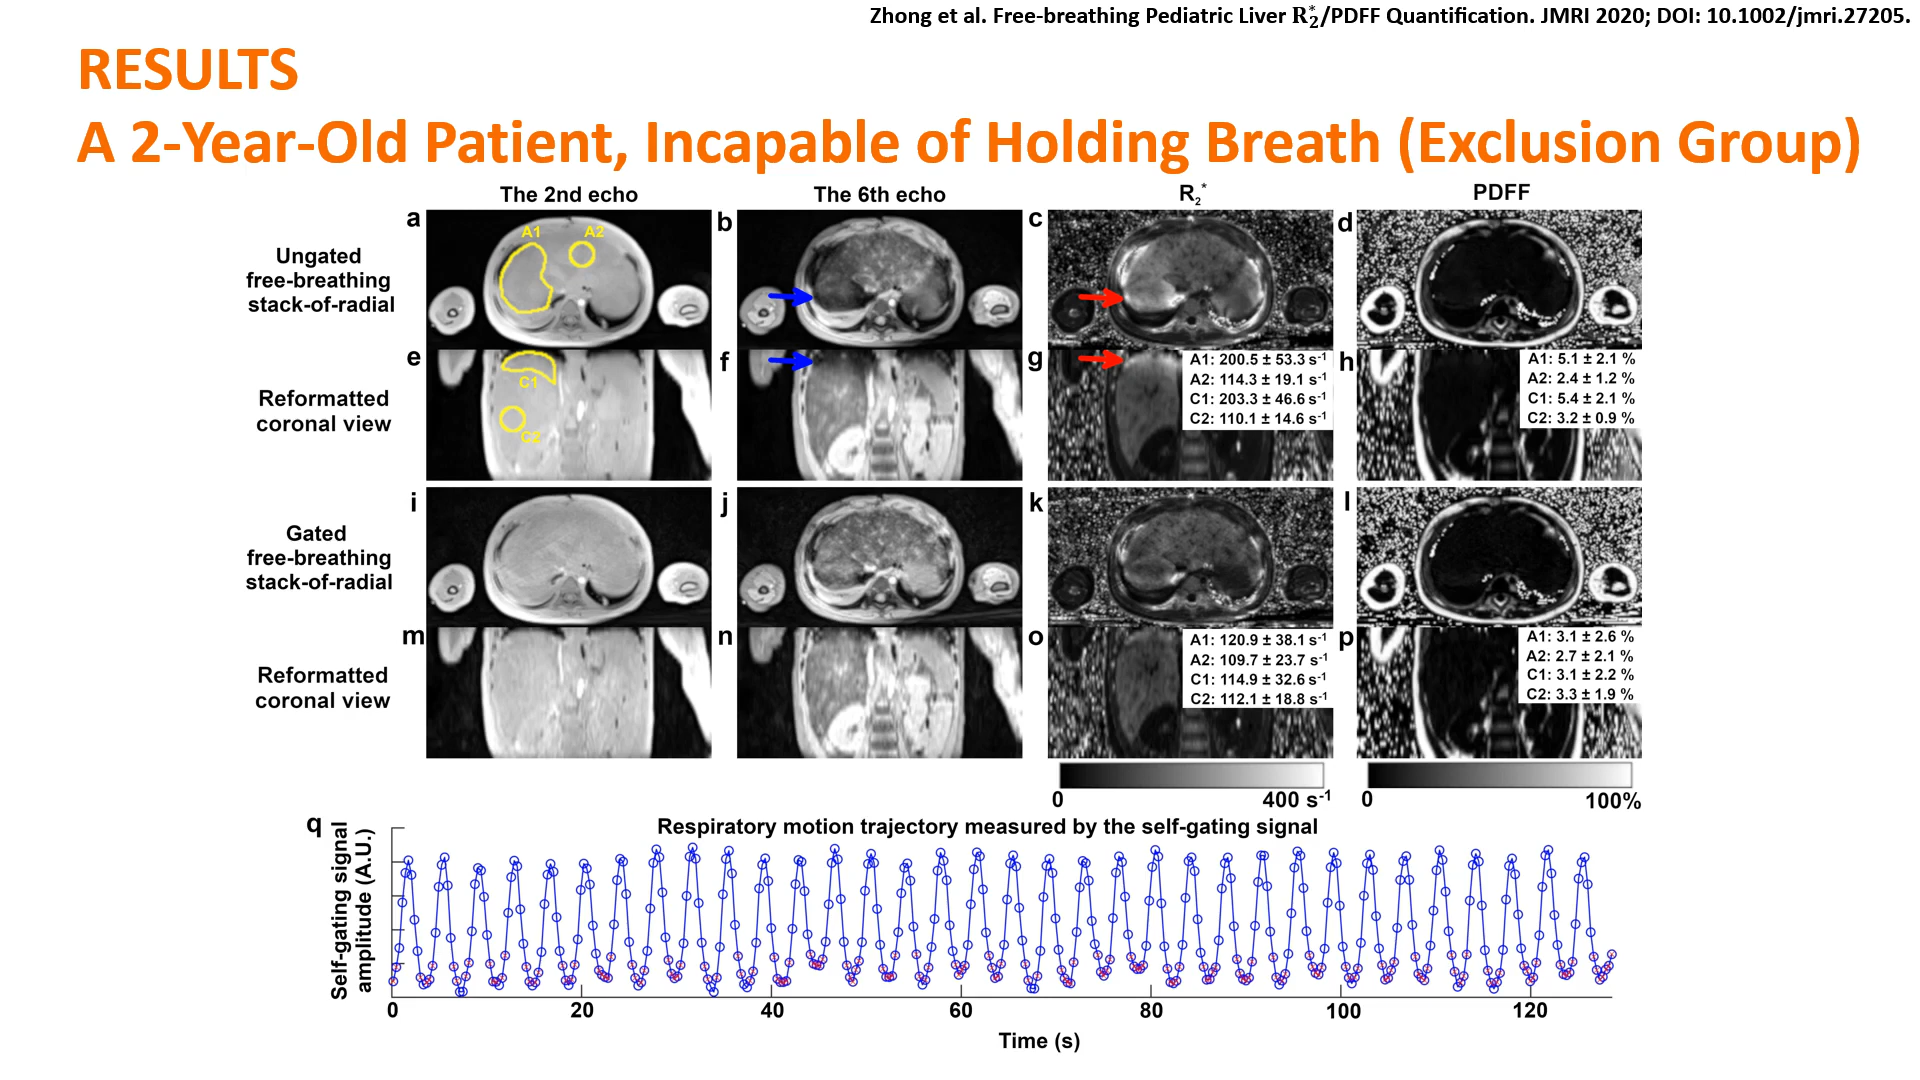 Zhong et al. Free-breathing Pediatric Liver R₂*/PDFF Quantification. JMRI 2020; DOI: 10.1002/jmri.27205.
RESULTS
A 2-Year-Old Patient, Incapable of Holding Breath (Exclusion Group)
The 2nd echo
The 6th echo
R₂*
PDFF
Ungated
free-breathing
stack-of-radial
a
A1
A2
b
c
d
Reformatted
coronal view
e
C1
C2
f
g
A1: 200.5 ± 53.3 s⁻¹
A2: 114.3 ± 19.1 s⁻¹
C1: 203.3 ± 46.6 s⁻¹
C2: 110.1 ± 14.6 s⁻¹
h
A1: 5.1 ± 2.1 %
A2: 2.4 ± 1.2 %
C1: 5.4 ± 2.1 %
C2: 3.2 ± 0.9 %
Gated
free-breathing
stack-of-radial
i
j
k
l
Reformatted
coronal view
m
n
o
A1: 120.9 ± 38.1 s⁻¹
A2: 109.7 ± 23.7 s⁻¹
C1: 114.9 ± 32.6 s⁻¹
C2: 112.1 ± 18.8 s⁻¹
p
A1: 3.1 ± 2.6 %
A2: 2.7 ± 2.1 %
C1: 3.1 ± 2.2 %
C2: 3.3 ± 1.9 %
0
400 s⁻¹
0
100%
q
Respiratory motion trajectory measured by the self-gating signal
Self-gating signal
amplitude (A.U.)
0 20 40 60 80 100 120
Time (s)